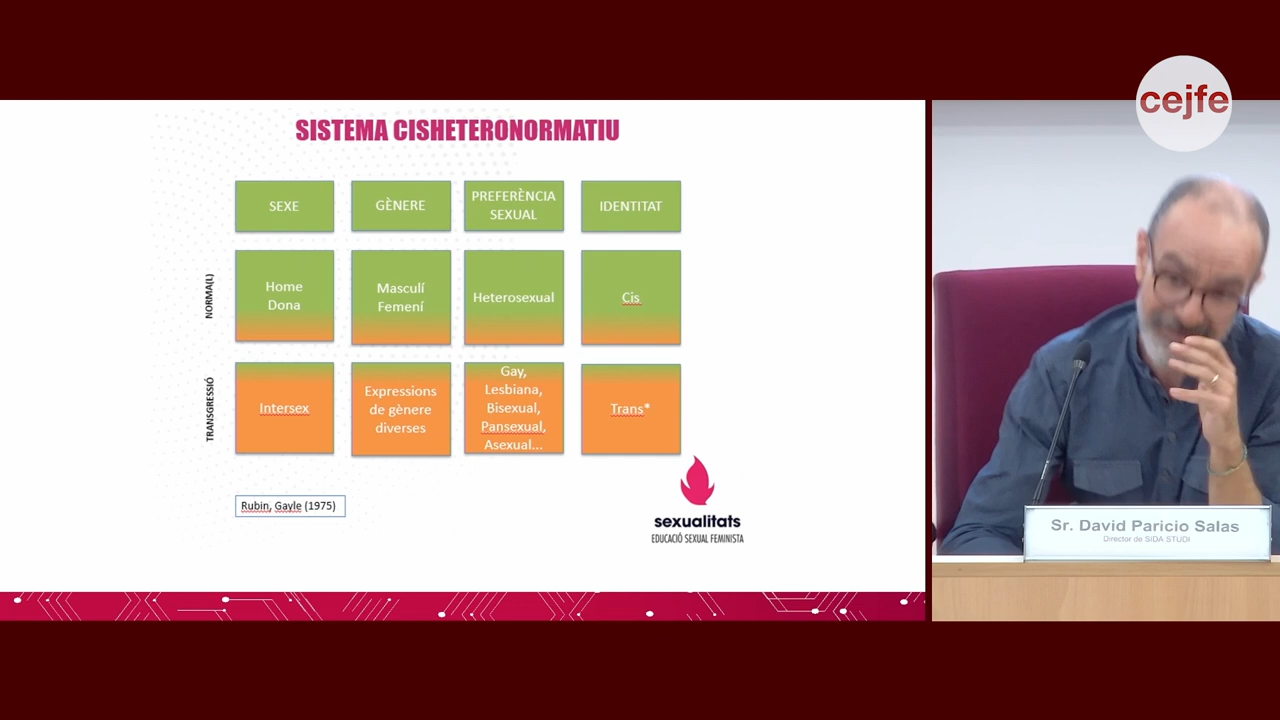 cejfe
SISTEMA CISHETERONORMATIU
SEXE
GÈNERE
PREFERÈNCIA
SEXUAL
IDENTITAT
NORMA(L)
Home
Dona
Masculí
Femení
Heterosexual
Cis
TRANSGRESSIÓ
Intersex
Expressions
de gènere
diverses
Gay,
Lesbiana,
Bisexual,
Pansexual,
Asexual...
Trans*
Rubin, Gayle (1975)
sexualitats
EDUCACIÓ SEXUAL FEMINISTA
Sr. David Paricio Salas
Director de SIDA STUDI